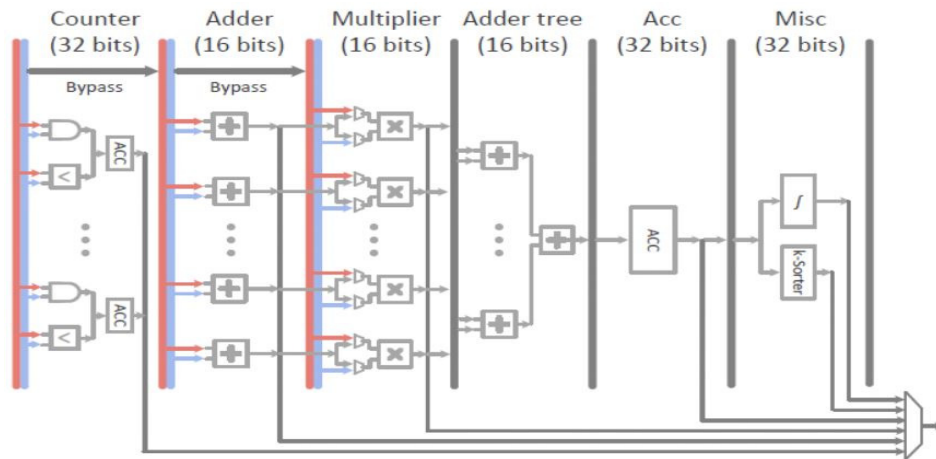 Counter Adder Multiplier Adder tree Acc Misc
(32 bits) (16 bits) (16 bits) (16 bits) (32 bits) (32 bits)
Bypass Bypass
+ × 
< ACC
+ × +
+ ACC ∫
k-Sorter
+ ×
ACC +
< + ×